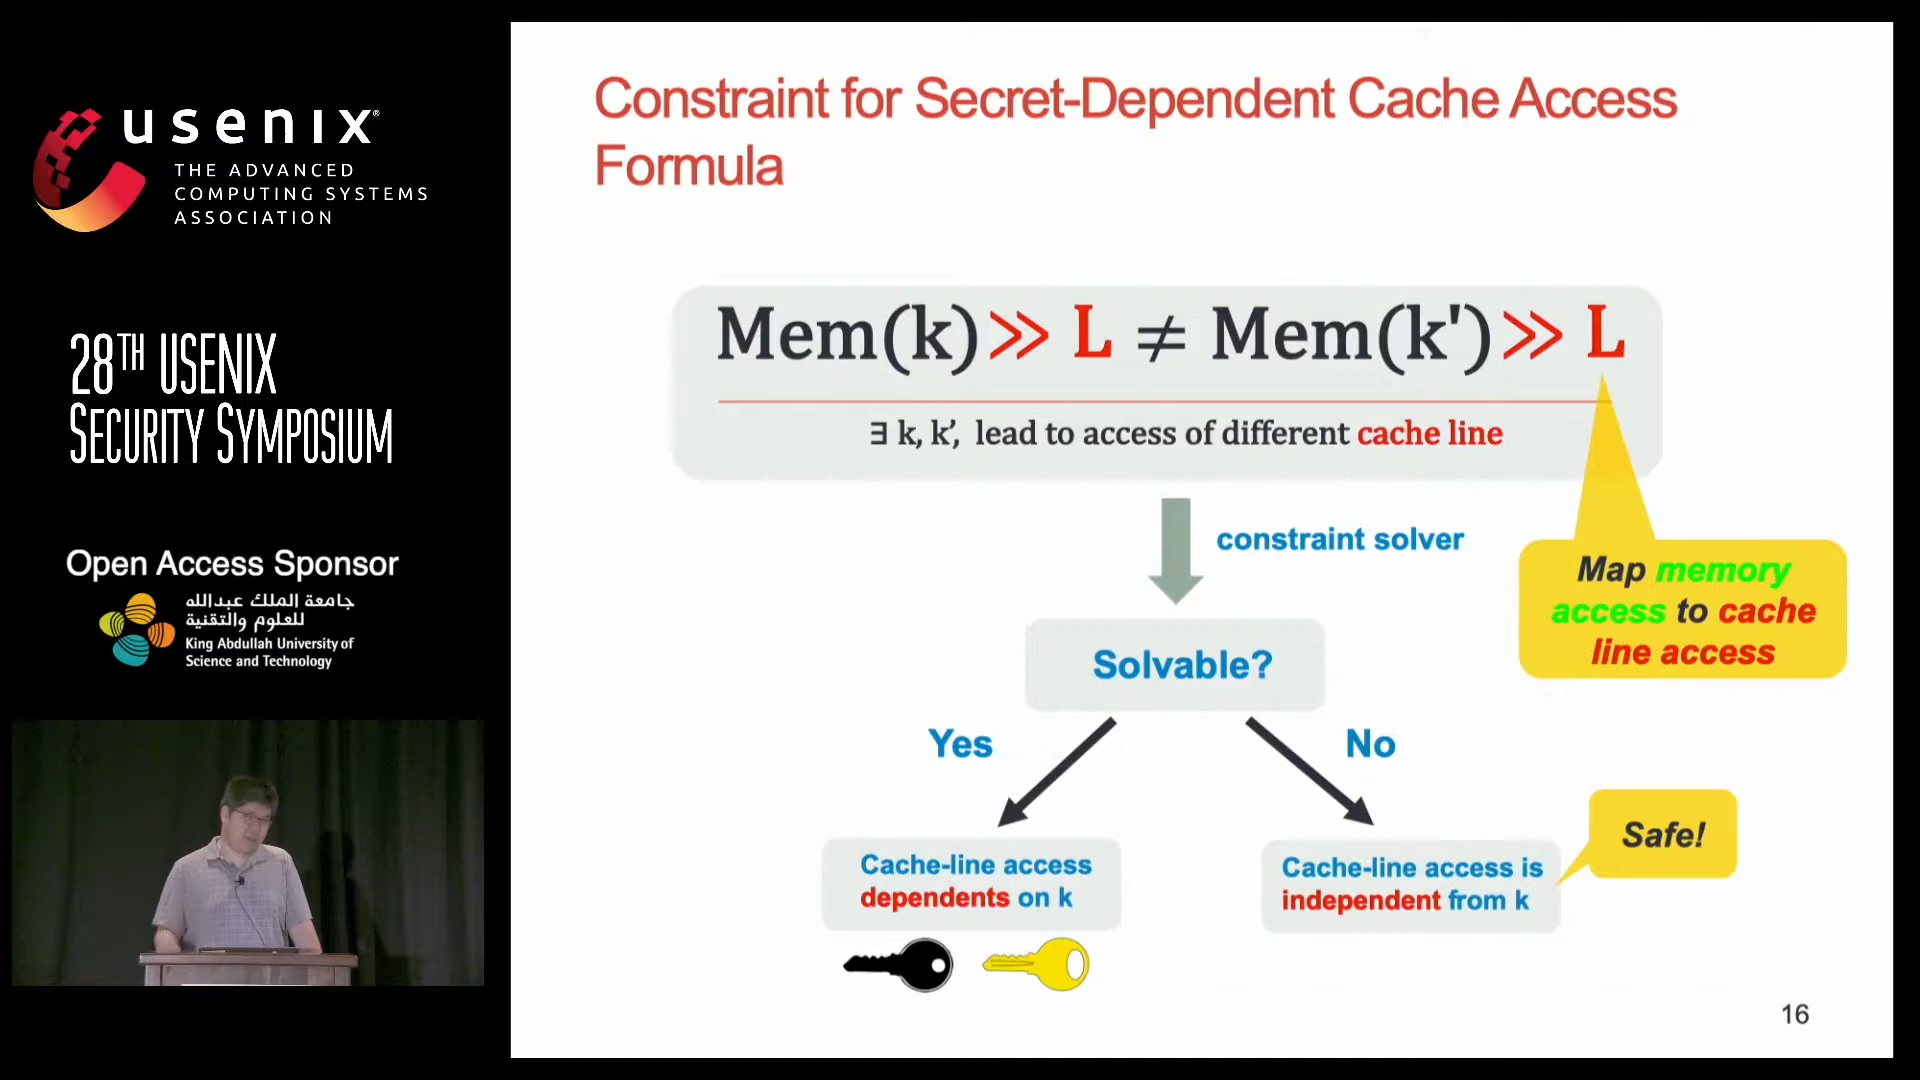 usenix®
THE ADVANCED
COMPUTING SYSTEMS
ASSOCIATION
28TH USENIX
SECURITY SYMPOSIUM
Open Access Sponsor
جامعة الملك عبدالله
للعلوم والتقنية
King Abdullah University of
Science and Technology
Constraint for Secret-Dependent Cache Access
Formula
Mem(k)≫ L ≠ Mem(k')≫ L
∃ k, k’, lead to access of different cache line
constraint solver
Map memory
access to cache
line access
Solvable?
Yes
No
Safe!
Cache-line access
dependents on k
Cache-line access is
independent from k
16